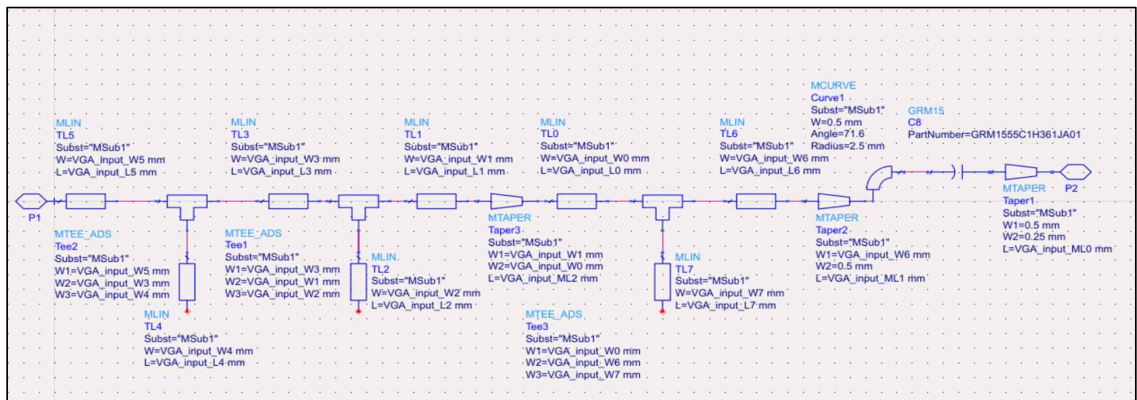 MLIN
TL5
Subst="MSub1"
W=VGA_input_W5 mm
L=VGA_input_L5 mm
MLIN
TL3
Subst="MSub1"
W=VGA_input_W3 mm
L=VGA_input_L3 mm
MLIN
TL1
Subst="MSub1"
W=VGA_input_W1 mm
L=VGA_input_L1 mm
MLIN
TL0
Subst="MSub1"
W=VGA_input_W0 mm
L=VGA_input_L0 mm
MLIN
TL6
Subst="MSub1"
W=VGA_input_W6 mm
L=VGA_input_L6 mm
MCURVE
Curve1
Subst="MSub1"
W=0.5 mm
Angle=71.6
Radius=2.5 mm
GRM15
C8
PartNumber=GRM1555C1H361JA01
P1
P2
MTEE_ADS
Tee2
Subst="MSub1"
W1=VGA_input_W5 mm
W2=VGA_input_W3 mm
W3=VGA_input_W4 mm
MLIN
TL4
Subst="MSub1"
W=VGA_input_W4 mm
L=VGA_input_L4 mm
MTEE_ADS
Tee1
Subst="MSub1"
W1=VGA_input_W3 mm
W2=VGA_input_W1 mm
W3=VGA_input_W2 mm
MLIN
TL2
Subst="MSub1"
W=VGA_input_W2 mm
L=VGA_input_L2 mm
MTAPER
Taper3
Subst="MSub1"
W1=VGA_input_W1 mm
W2=VGA_input_W0 mm
L=VGA_input_ML2 mm
MTEE_ADS
Tee3
Subst="MSub1"
W1=VGA_input_W0 mm
W2=VGA_input_W6 mm
W3=VGA_input_W7 mm
MLIN
TL7
Subst="MSub1"
W=VGA_input_W7 mm
L=VGA_input_L7 mm
MTAPER
Taper2
Subst="MSub1"
W1=VGA_input_W6 mm
W2=0.5 mm
L=VGA_input_ML1 mm
MTAPER
Taper1
Subst="MSub1"
W1=0.5 mm
W2=0.25 mm
L=VGA_input_ML0 mm